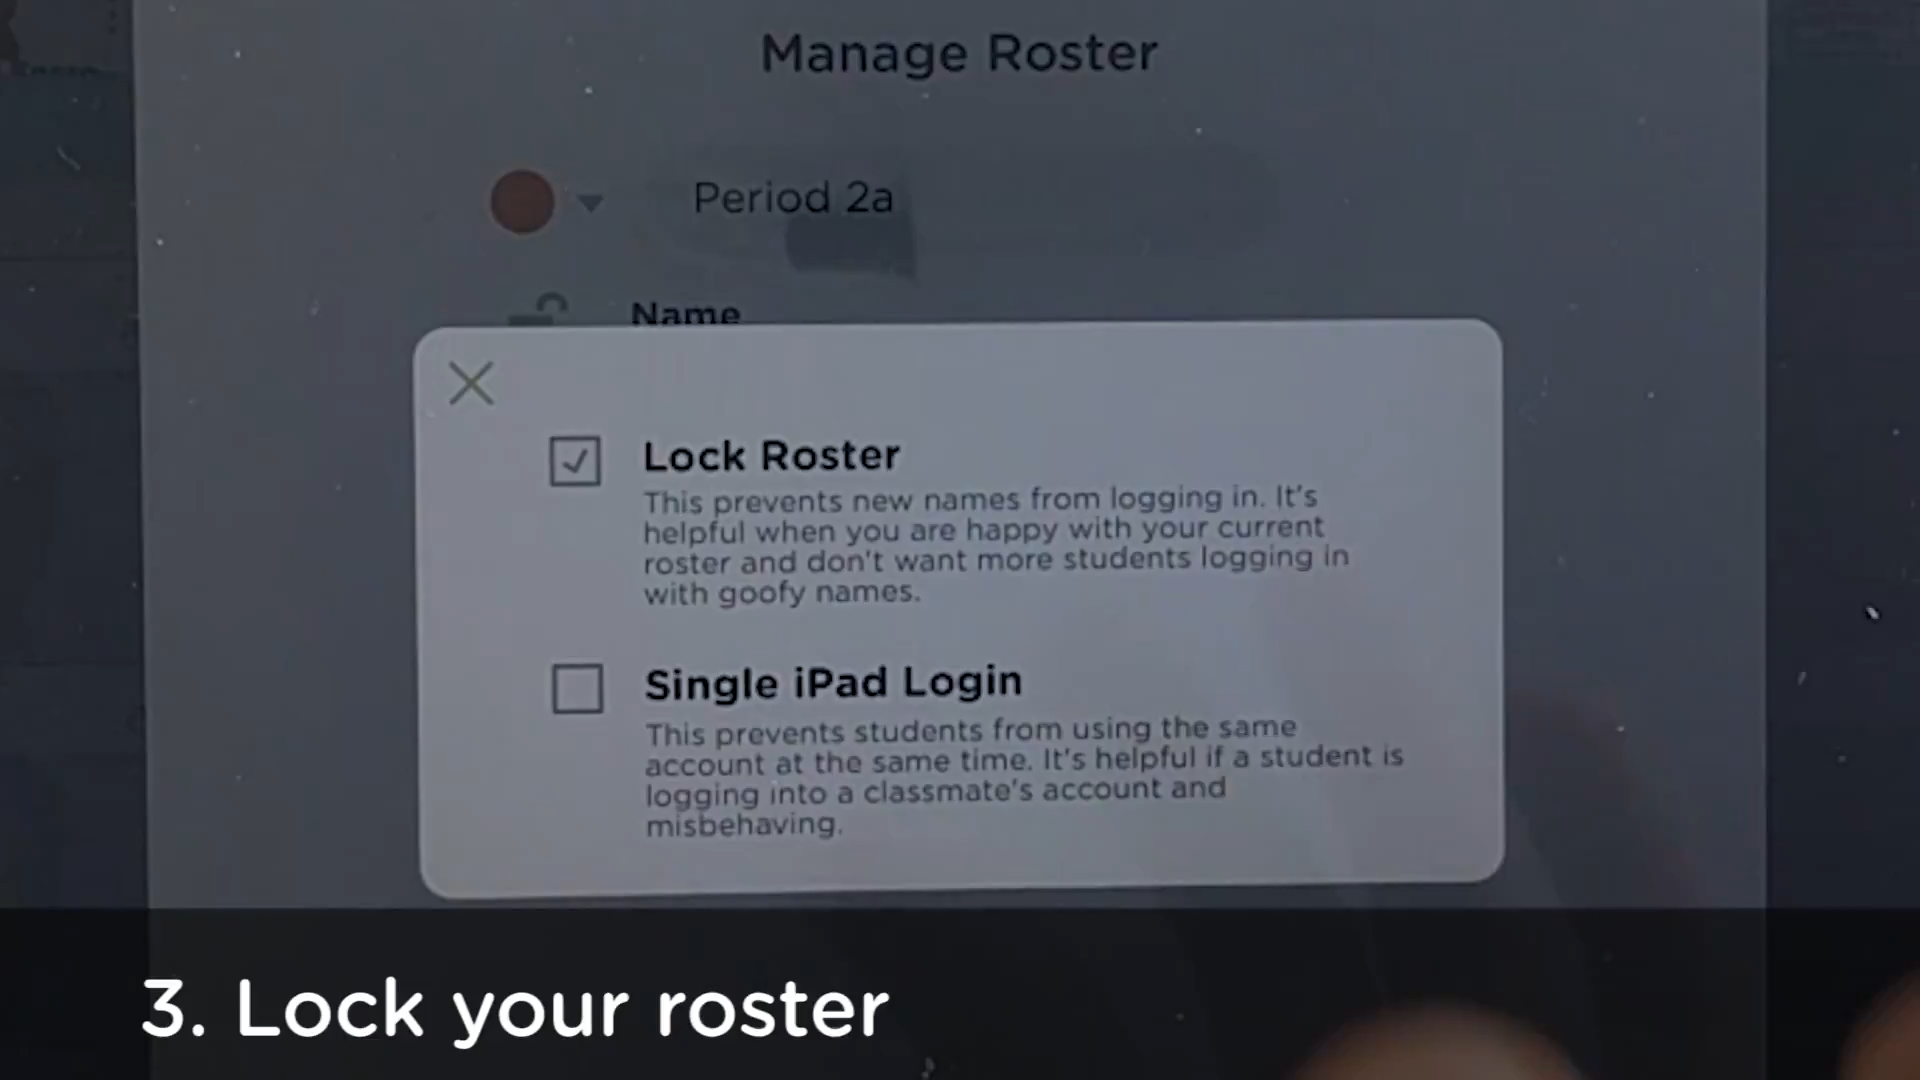 Manage Roster
Period 2a
Name
Lock Roster
This prevents new names from logging in. It's
helpful when you are happy with your current
roster and don't want more students logging in
with goofy names.
Single iPad Login
This prevents students from using the same
account at the same time. It's helpful if a student is
logging into a classmate's account and
misbehaving.
3. Lock your roster